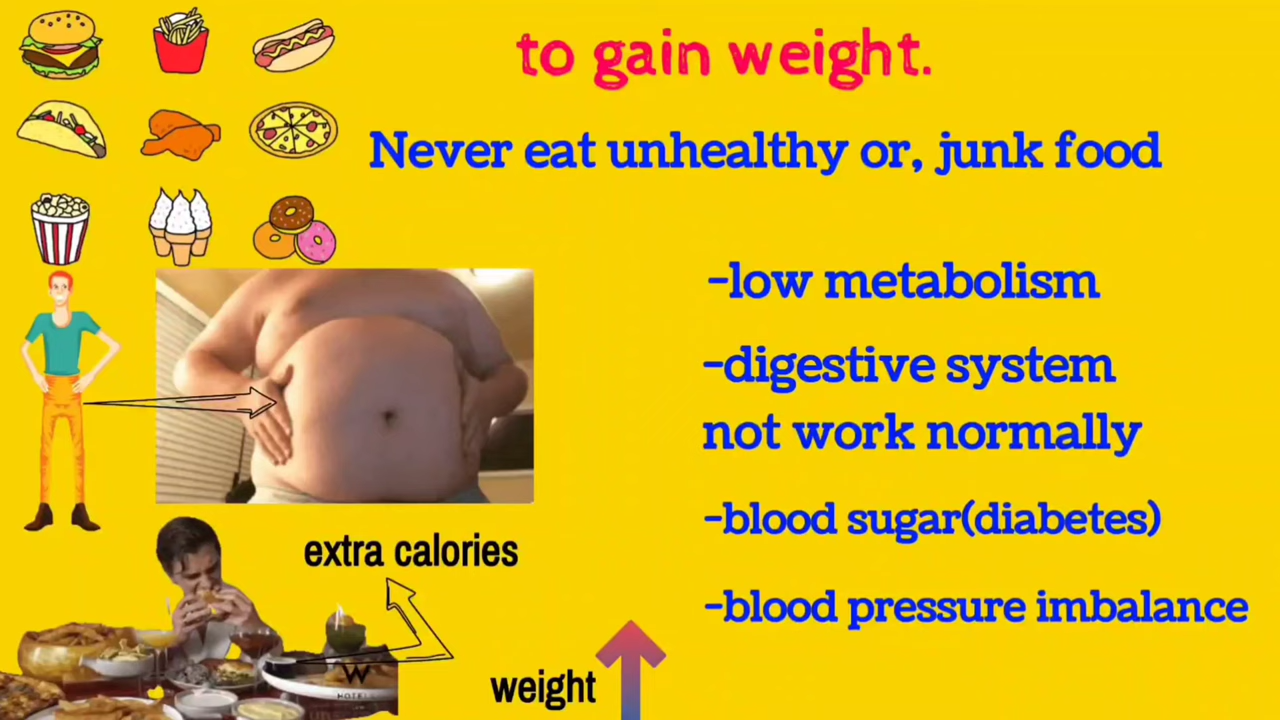 to gain weight.
Never eat unhealthy or, junk food
-low metabolism
-digestive system
not work normally
-blood sugar(diabetes)
-blood pressure imbalance
extra calories
weight
W
HOTELS